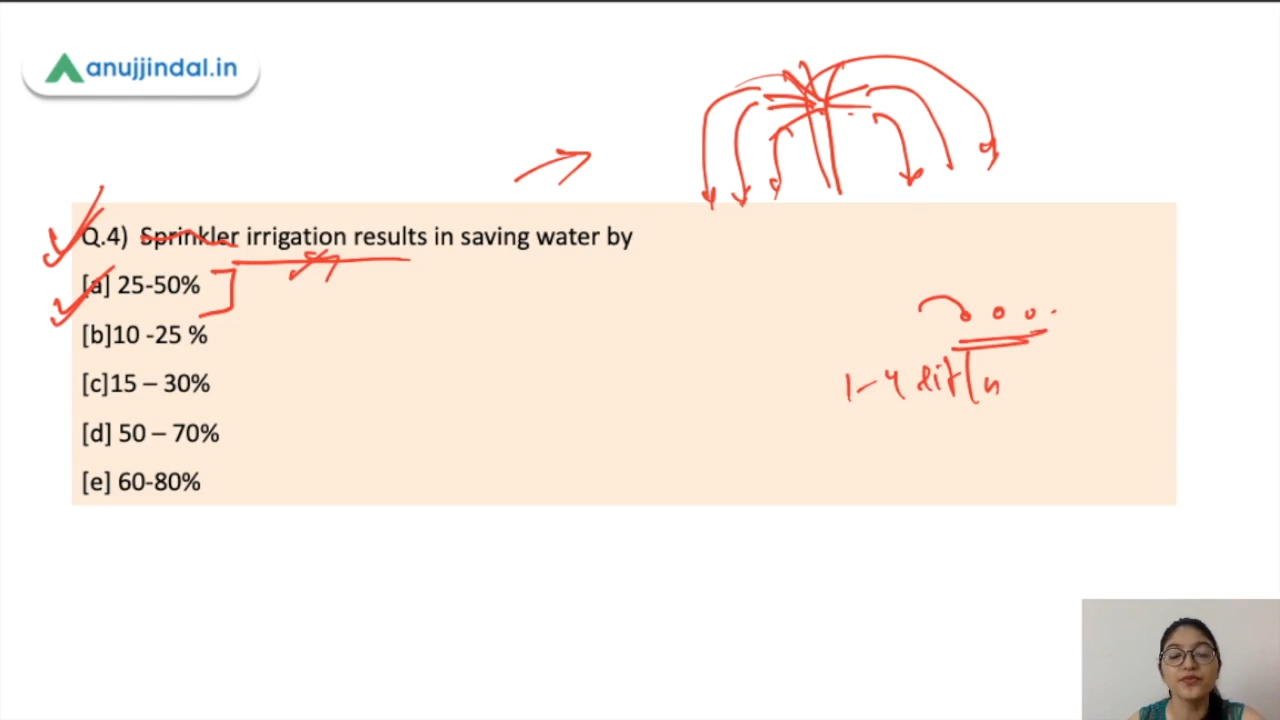 anujjindal.in
Q.4) Sprinkler irrigation results in saving water by
[a] 25-50%
[b]10 -25 %
[c]15 – 30%
[d] 50 – 70%
[e] 60-80%
1-4 lit/h